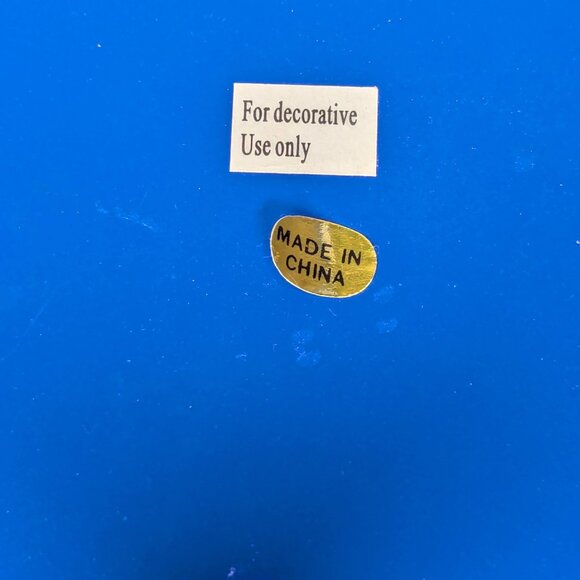 For decorative
Use only
MADE IN
CHINA